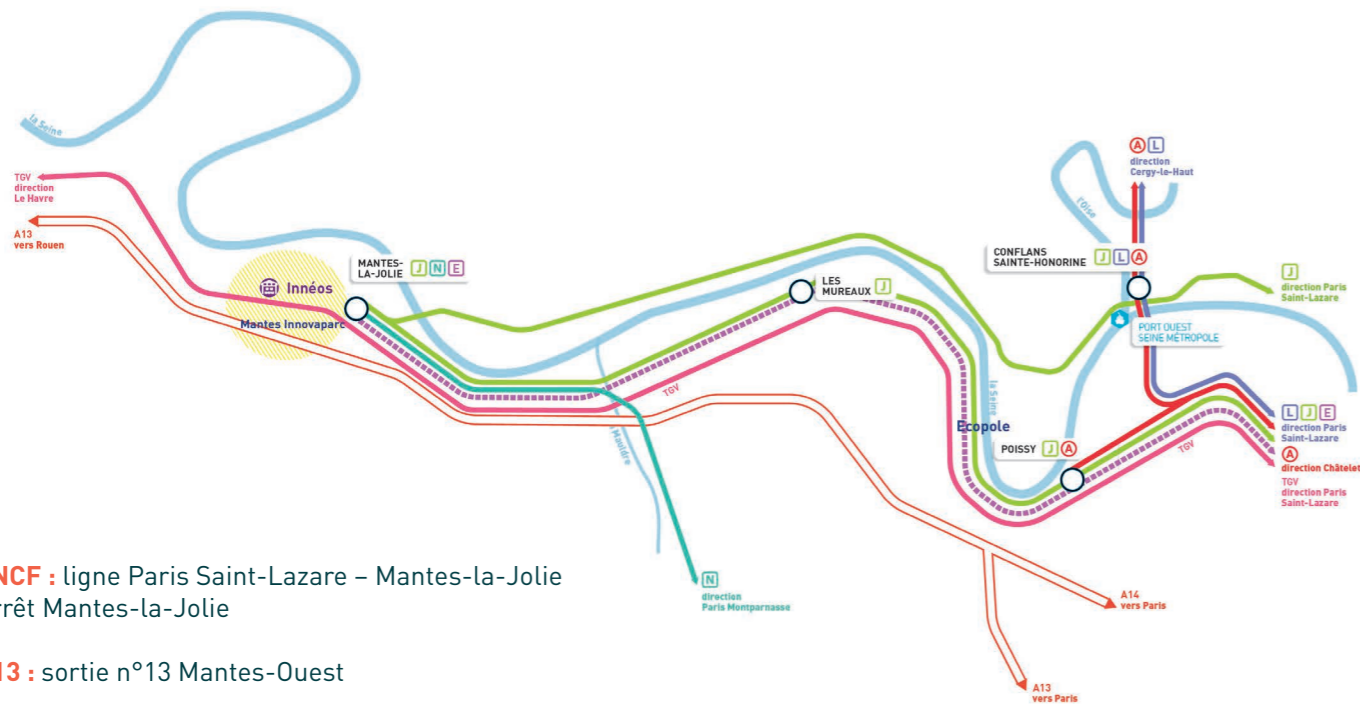 la Seine
TGV
direction
Le Havre
A13
vers Rouen
Innéos
Mantes Innovaparc
MANTES-
LA-JOLIE J N E
LES
MUREAUX J
TGV
Mauldre
N
direction
Paris Montparnasse
la Seine
Ecopole
POISSY J A
A L
direction
Cergy-le-Haut
l'Oise
CONFLANS
SAINTE-HONORINE J L A
PORT OUEST
SEINE MÉTROPOLE
J
direction Paris
Saint-Lazare
L J E
direction Paris
Saint-Lazare
A
direction Châtelet
TGV
direction Paris
Saint-Lazare
TGV
A14
vers Paris
A13
vers Paris
NCF : ligne Paris Saint-Lazare – Mantes-la-Jolie
rrêt Mantes-la-Jolie
13 : sortie n°13 Mantes-Ouest